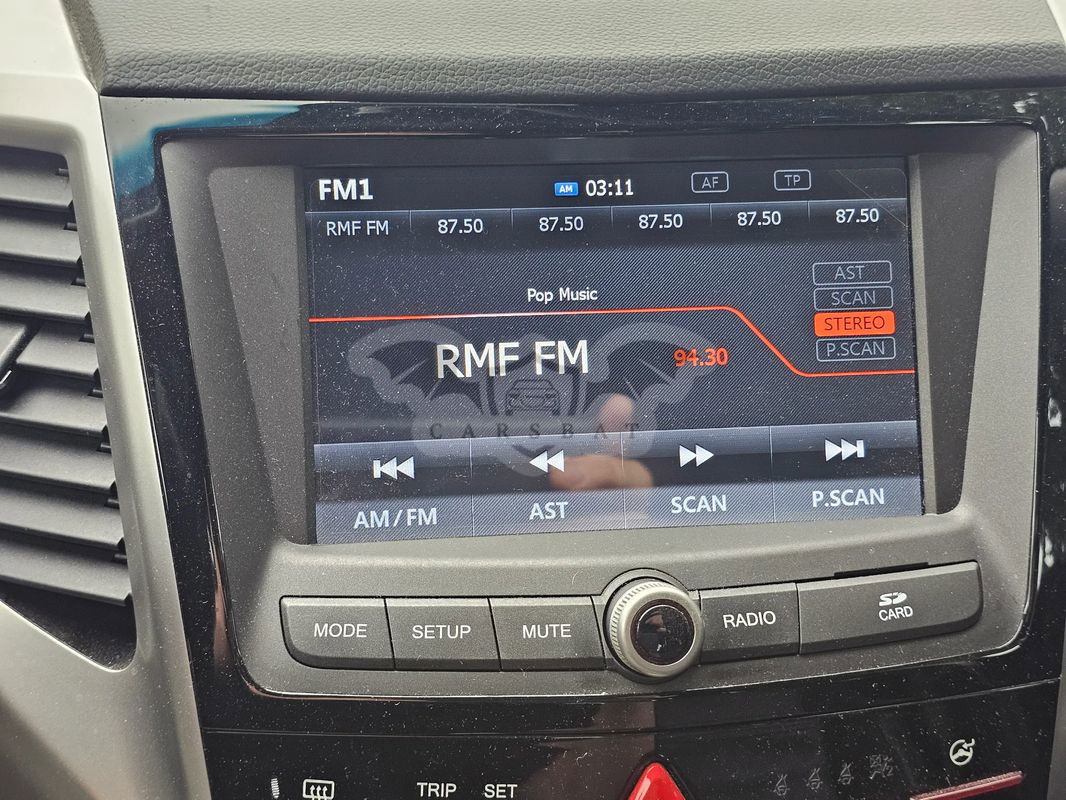 FM1 AM 03:11 AF TP
RMF FM 87.50 87.50 87.50 87.50 87.50
AST
Pop Music
SCAN
STEREO
RMF FM 94.30
P.SCAN
CARSBAT
AM/FM AST SCAN P.SCAN
MODE SETUP MUTE RADIO SD CARD
TRIP SET